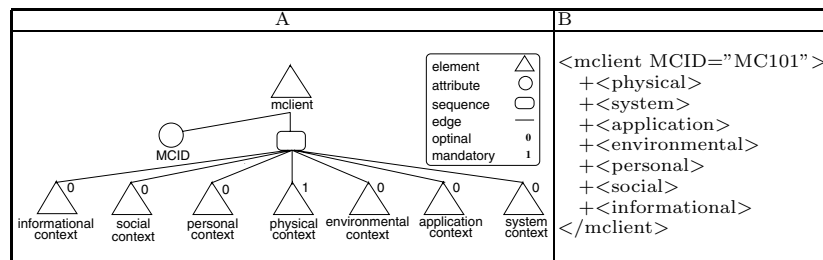 A
B
mclient
MCID
element
attribute
sequence
edge
optinal 0
mandatory 1
0 0 0 1 0 0 0
informational social personal physical environmental application system
context context context context context context context
<mclient MCID="MC101">
+<physical>
+<system>
+<application>
+<environmental>
+<personal>
+<social>
+<informational>
</mclient>